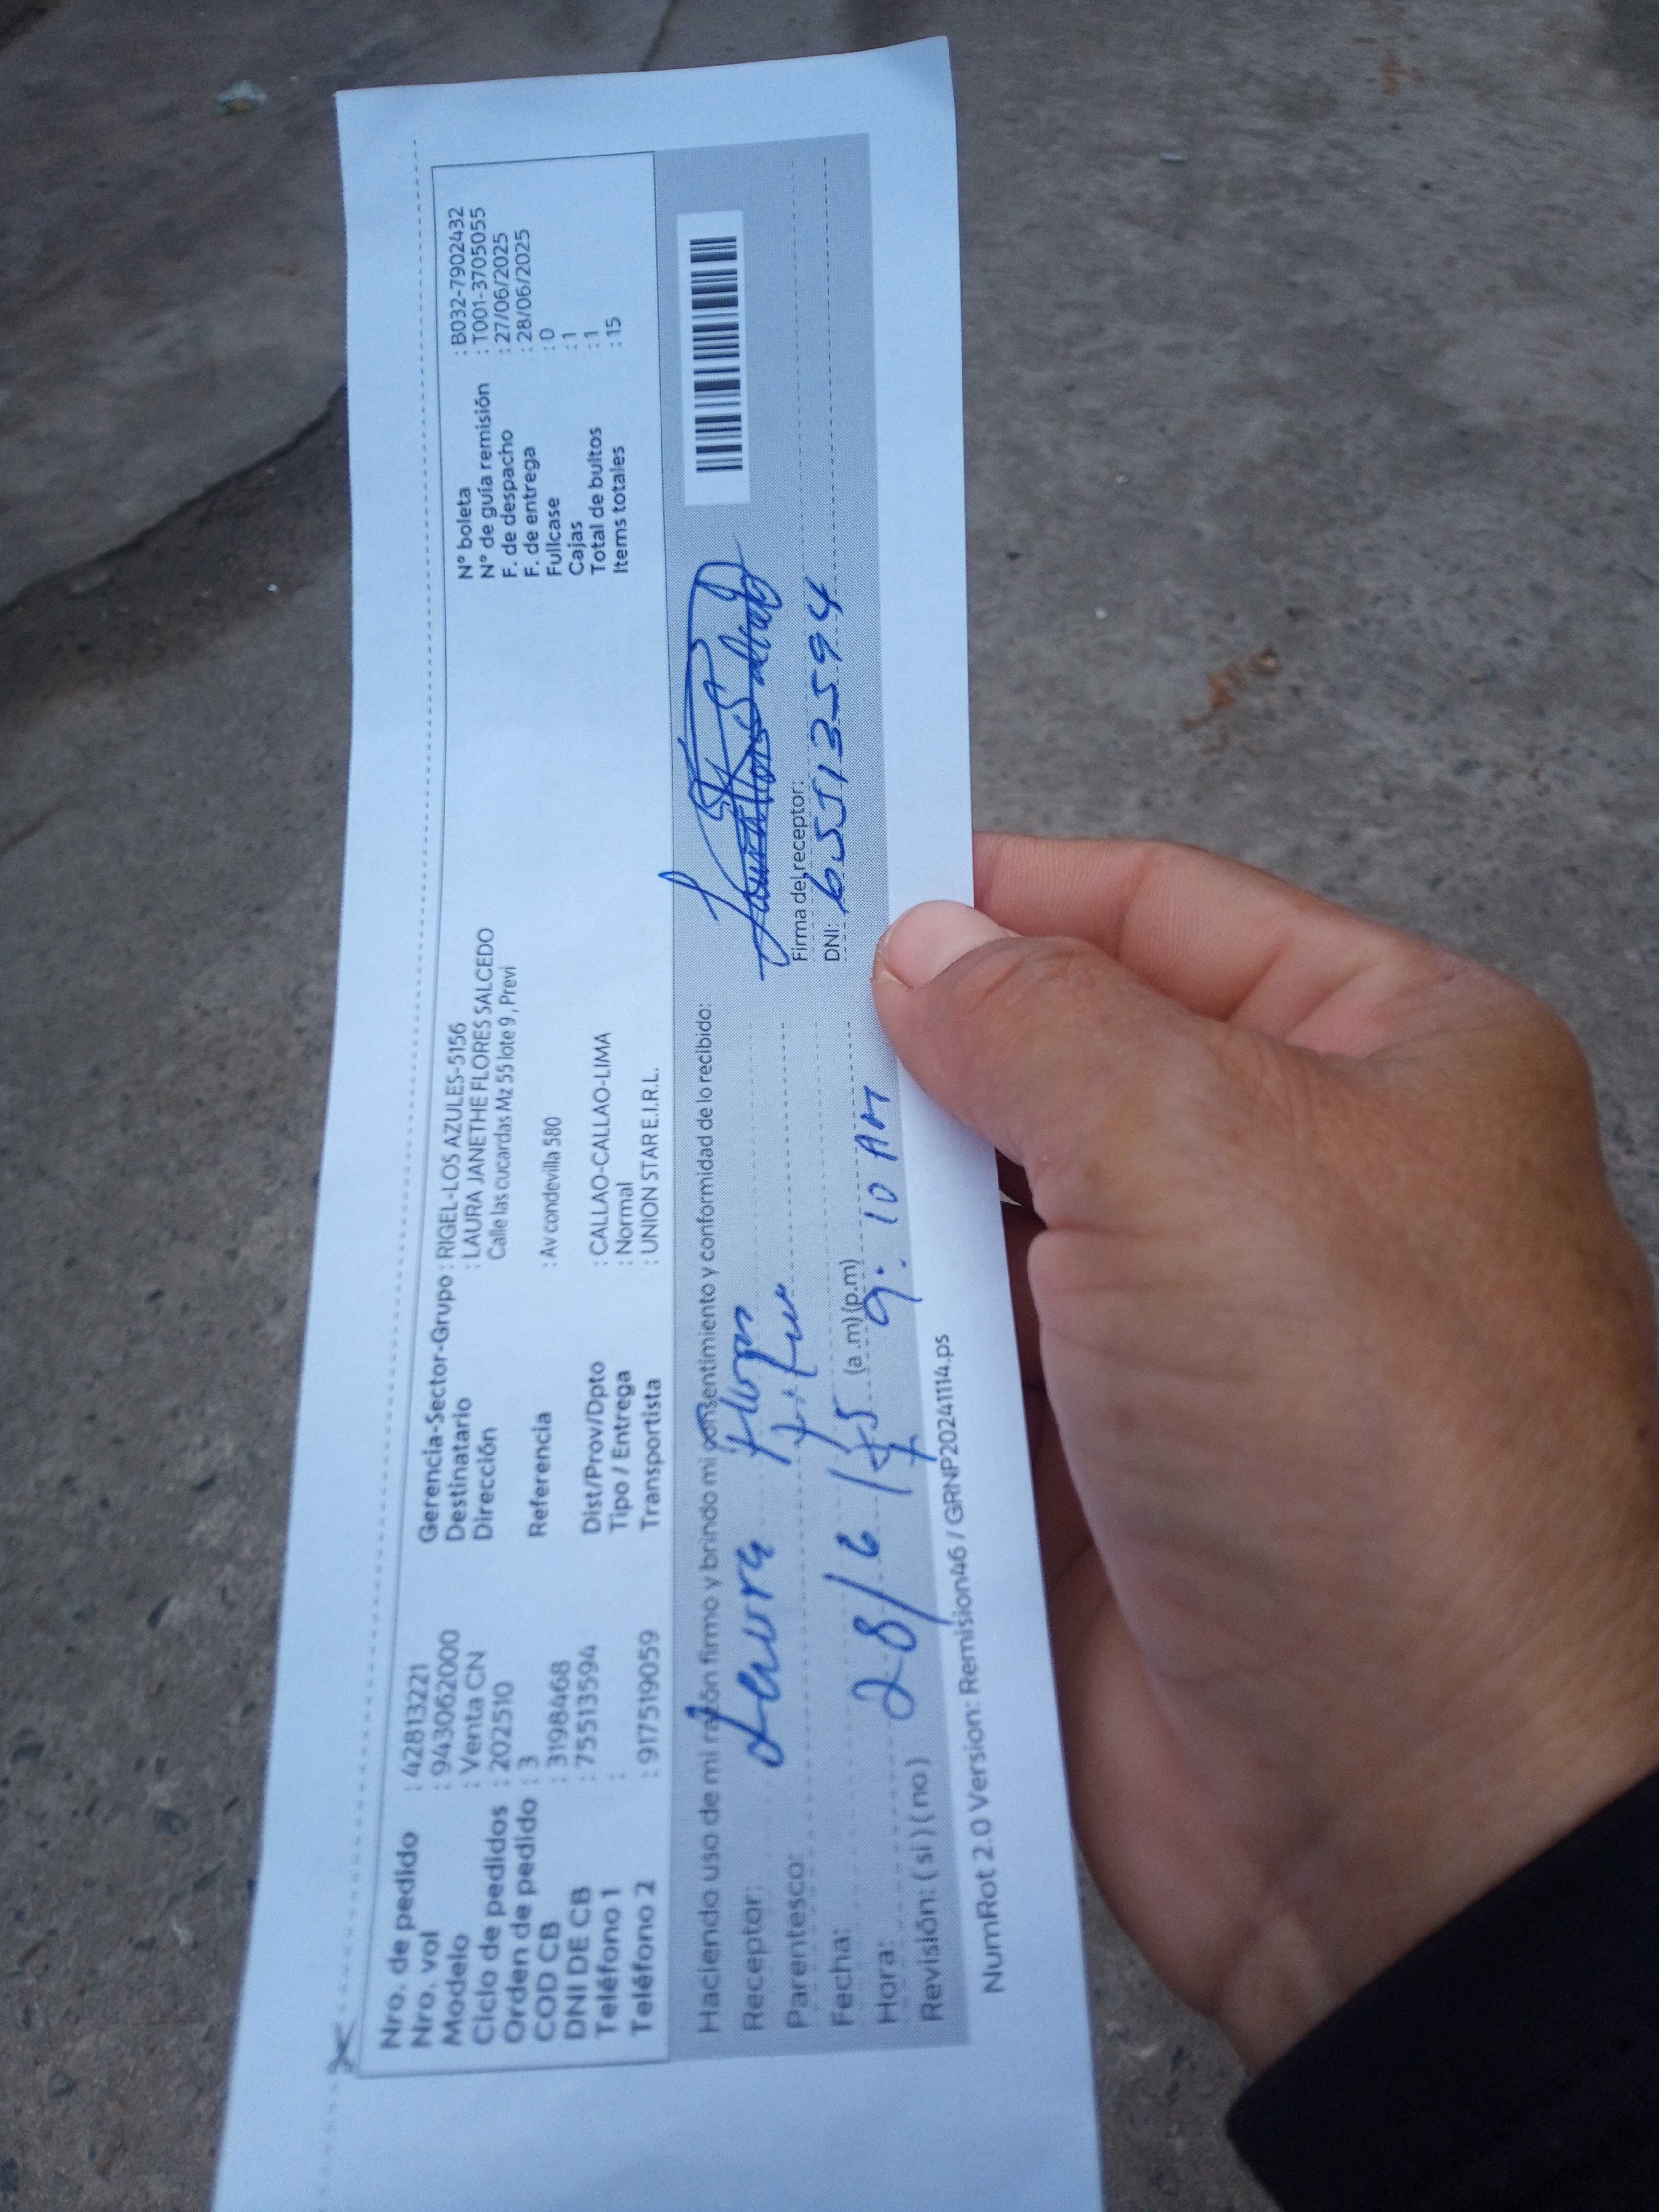 Nro. de pedido : 42813221
Nro. vol : 943062000
Modelo : Venta CN
Ciclo de pedidos : 202510
Orden de pedido : 3
COD CB : 3198468
DNI DE CB : 75513594
Teléfono 1 :
Teléfono 2 : 917519059
Gerencia-Sector-Grupo : RIGEL-LOS AZULES-5156
Destinatario : LAURA JANETHE FLORES SALCEDO
Dirección Calle las cucardas Mz 55 lote 9, Previ
Referencia : Av condevilla 580
Dist/Prov/Dpto : CALLAO-CALLAO-LIMA
Tipo / Entrega : Normal
Transportista : UNION STAR E.I.R.L.
N° boleta : B032-7902432
N° de guía remisión : T001-3705055
F. de despacho : 27/06/2025
F. de entrega : 28/06/2025
Fullcase : 0
Cajas : 1
Total de bultos : 1
Items totales : 15
Haciendo uso de mi razón firmo y brindo mi consentimiento y conformidad de lo recibido:
Receptor: Laura Flores
Parentesco:
Fecha: 28/6/
Hora: (a.m)(p.m) 9:10 AM
Revisión: ( si ) ( no )
Firma del receptor:
DNI: 65513594
NumRot 2.0 Version: Remision46 / GRNP20241114.ps